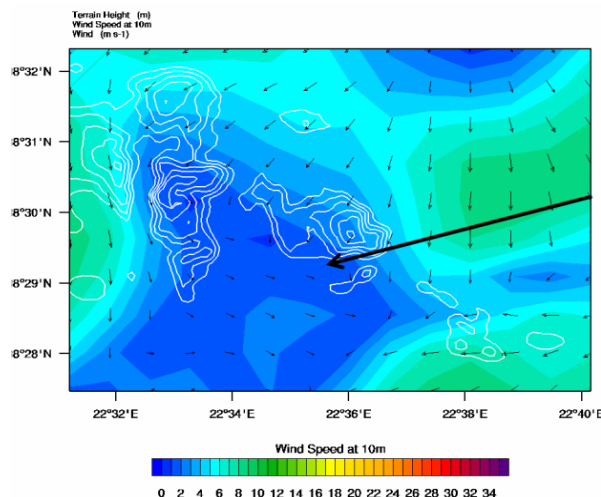 Terrain Height (m)
Wind Speed at 10m
Wind (m s-1)
8°32'N
8°31'N
8°30'N
8°29'N
8°28'N
22°32'E 22°34'E 22°36'E 22°38'E 22°40'E
Wind Speed at 10m
0 2 4 6 8 10 12 14 16 18 20 22 24 26 28 30 32 34